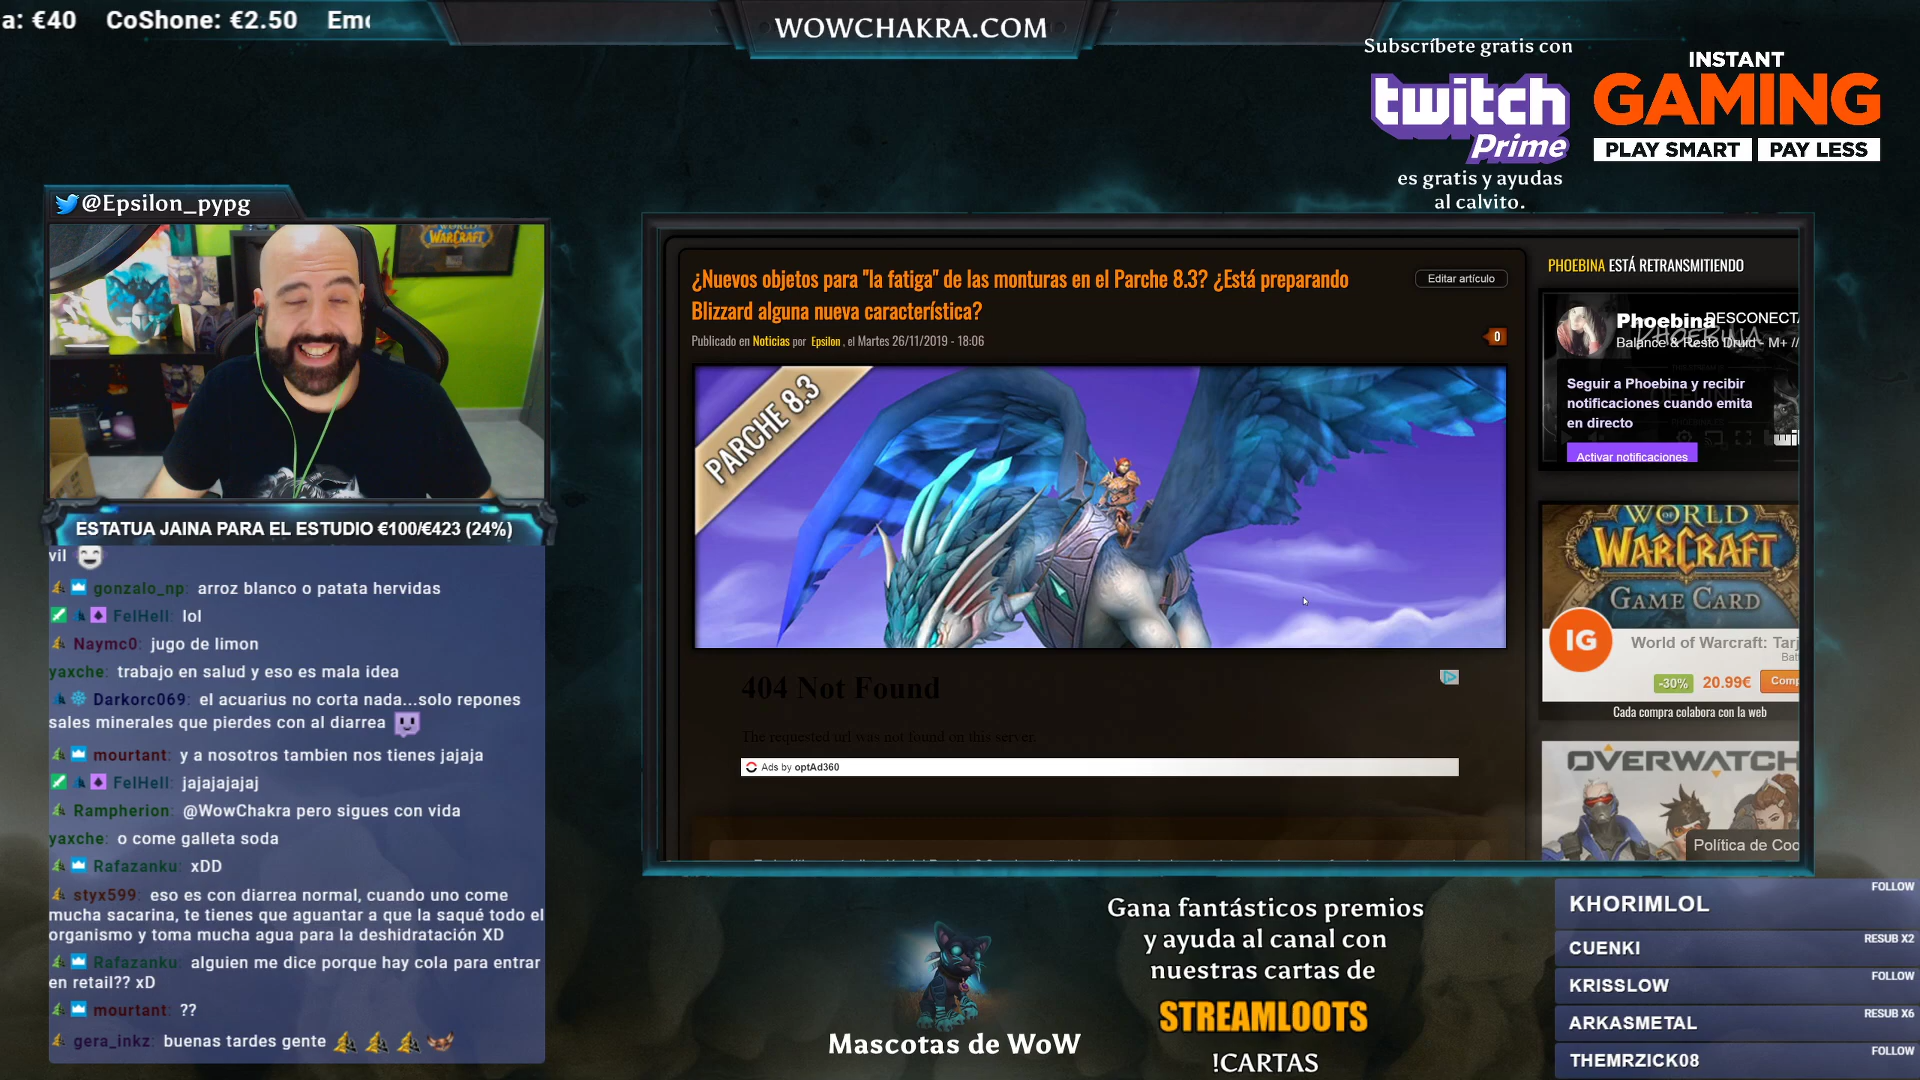 a: €40 CoShone: €2.50
WOWCHAKRA.COM
Subscríbete gratis con
twitch
Prime
es gratis y ayudas
al calvito.
INSTANT
GAMING
PLAY SMART PAY LESS
@Epsilon_pypg
WORLD
WARCRAFT
ESTATUA JAINA PARA EL ESTUDIO €100/€423 (24%)
vil
gonzalo_np: arroz blanco o patata hervidas
FelHell: lol
Naymc0: jugo de limon
yaxche: trabajo en salud y eso es mala idea
Darkorc069: el acuarius no corta nada...solo repones
sales minerales que pierdes con al diarrea
mourtant: y a nosotros tambien nos tienes jajaja
FelHell: jajajajajaj
Rampherion: @WowChakra pero sigues con vida
yaxche: o come galleta soda
Rafazanku: xDD
styx599: eso es con diarrea normal, cuando uno come
mucha sacarina, te tienes que aguantar a que la saqué todo el
organismo y toma mucha agua para la deshidratación XD
Rafazanku: alguien me dice porque hay cola para entrar
en retail?? xD
mourtant: ??
gera_inkz: buenas tardes gente
¿Nuevos objetos para "la fatiga" de las monturas en el Parche 8.3? ¿Está preparando
Blizzard alguna nueva característica?
Editar artículo
Publicado en Noticias por Epsilon , el Martes 26/11/2019 - 18:06
0
PARCHE 8.3
404 Not Found
The requested url was not found on this server.
Ads by optAd360
PHOEBINA ESTÁ RETRANSMITIENDO
Phoebina
DESCONECTA
Balance & Resto Druid - M+ //
Seguir a Phoebina y recibir
notificaciones cuando emita
en directo
Activar notificaciones
WORLD
OF
WARCRAFT
GAME CARD
IG
World of Warcraft: Tarj
Batt
-30% 20.99€ Comp
Cada compra colabora con la web
OVERWATCH
Política de Coo
Mascotas de WoW
Gana fantásticos premios
y ayuda al canal con
nuestras cartas de
STREAMLOOTS
!CARTAS
KHORIMLOL FOLLOW
CUENKI RESUB X2
KRISSLOW FOLLOW
ARKASMETAL RESUB X6
THEMRZICK08 FOLLOW